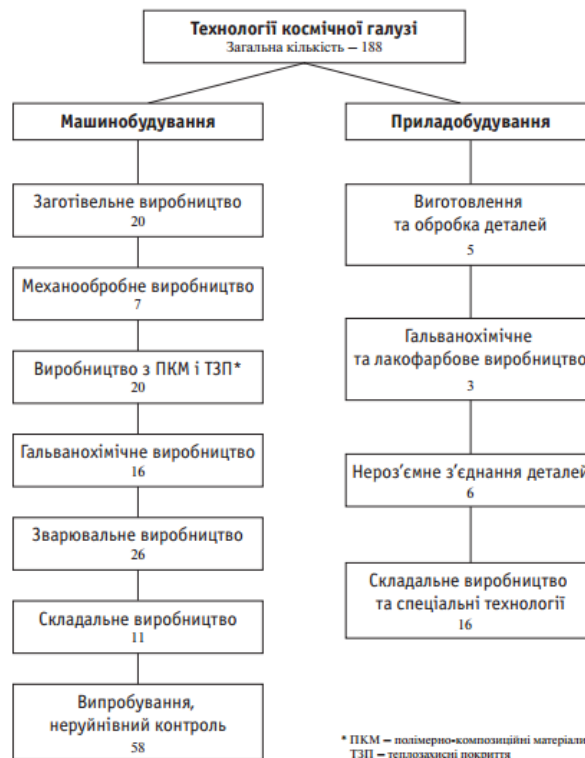 Технології космічної галузі
Загальна кількість – 188
Машинобудування
Заготівельне виробництво
20
Механообробне виробництво
7
Виробництво з ПКМ і ТЗП*
20
Гальванохімічне виробництво
16
Зварювальне виробництво
26
Складальне виробництво
11
Випробування,
неруйнівний контроль
58
Приладобудування
Виготовлення
та обробка деталей
5
Гальванохімічне
та лакофарбове виробництво
3
Нероз’ємне з’єднання деталей
6
Складальне виробництво
та спеціальні технології
16
* ПКМ – полімерно-композиційні матеріали
ТЗП – теплозахисні покриття